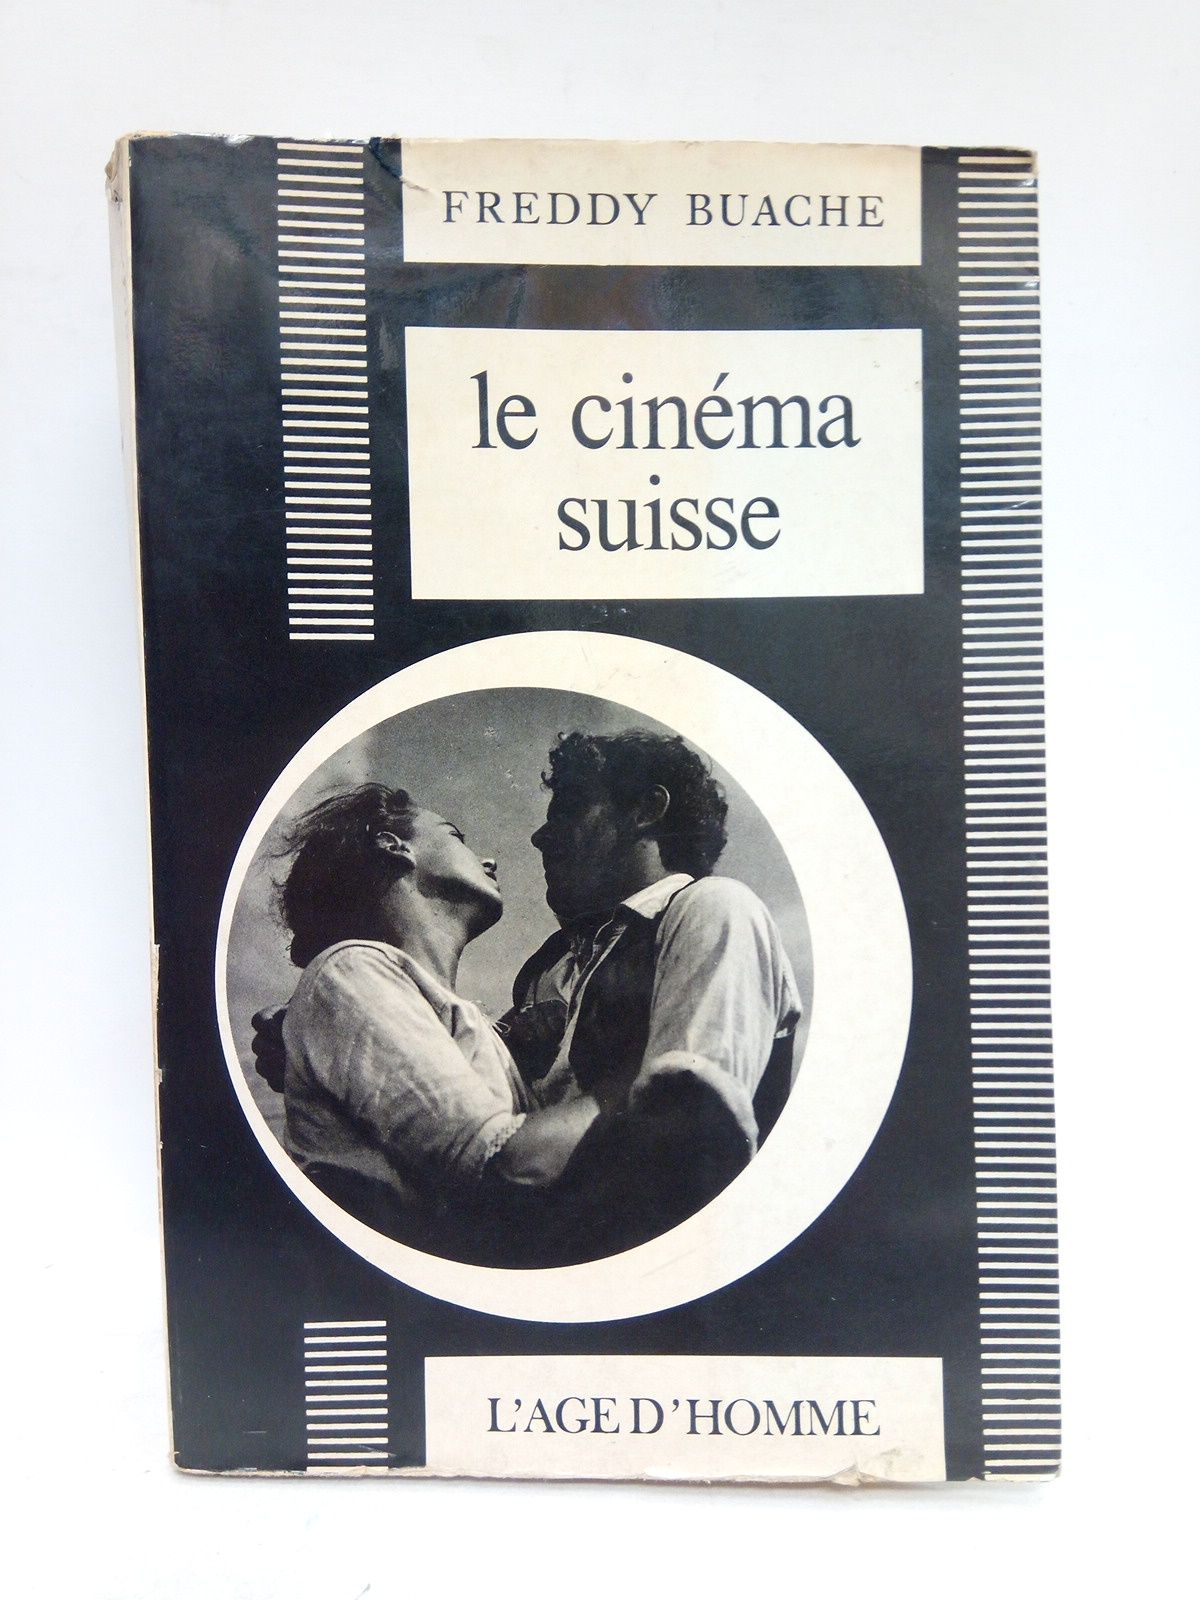 FREDDY BUACHE
le cinéma
suisse
L'AGE D'HOMME